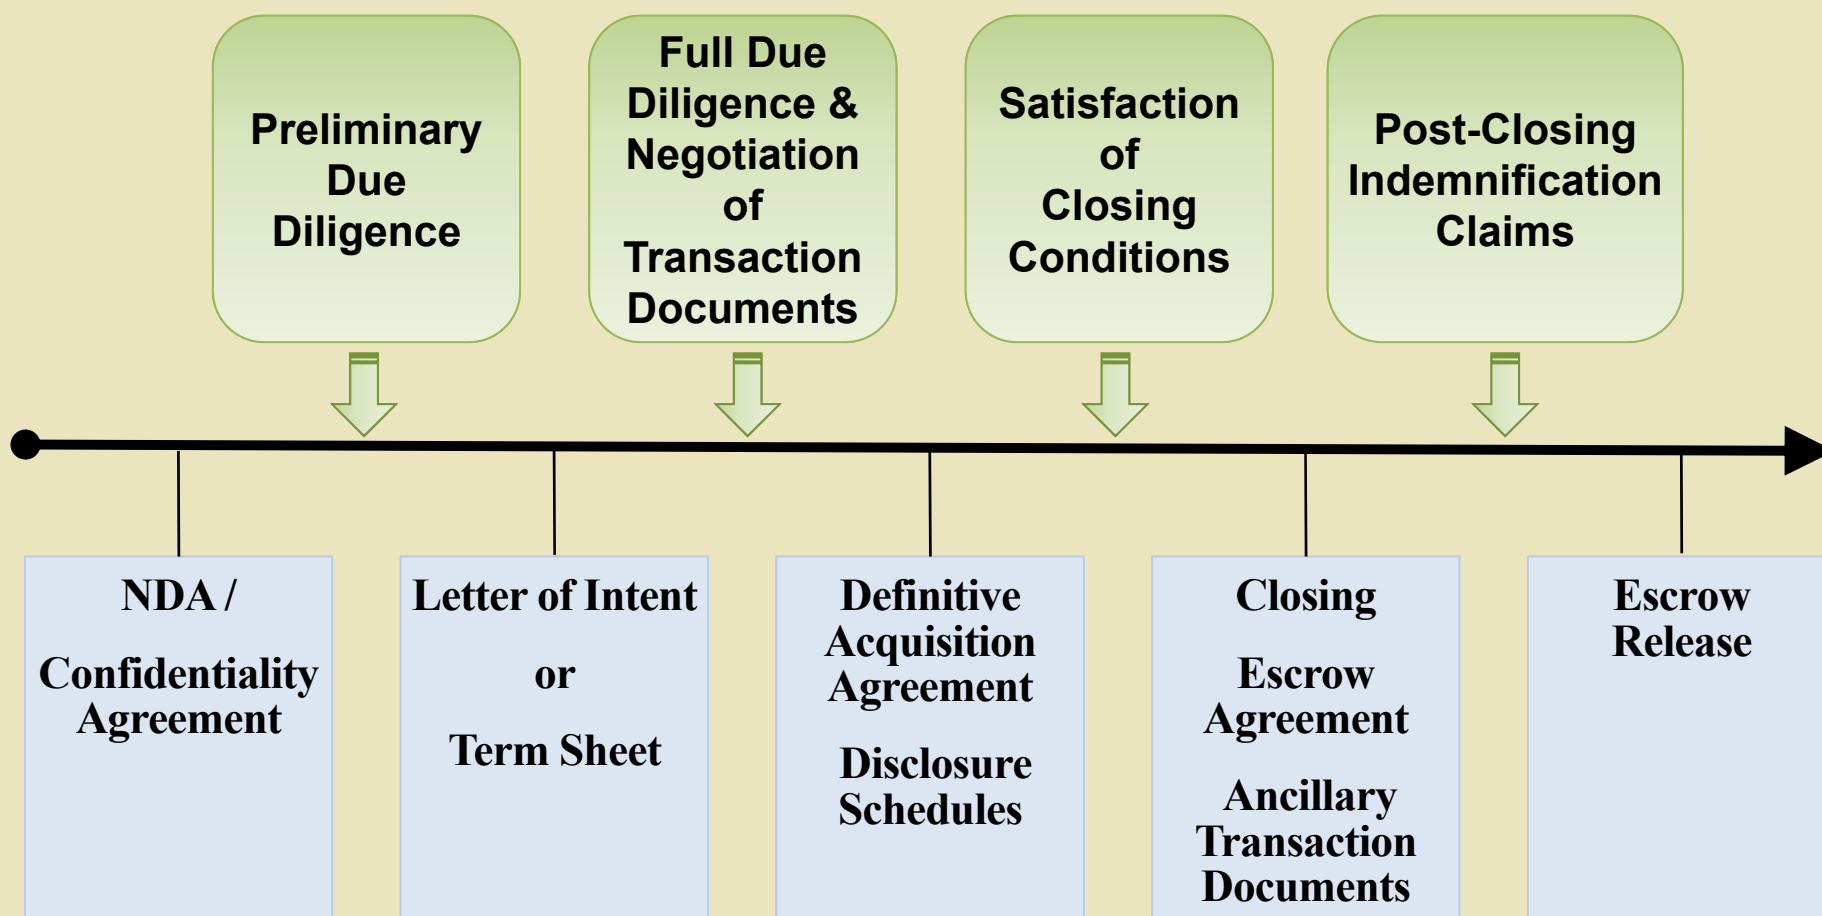 Preliminary
Due
Diligence
Full Due
Diligence &
Negotiation
of
Transaction
Documents
Satisfaction
of
Closing
Conditions
Post-Closing
Indemnification
Claims
NDA /
Confidentiality
Agreement
Letter of Intent
or
Term Sheet
Definitive
Acquisition
Agreement
Disclosure
Schedules
Closing
Escrow
Agreement
Ancillary
Transaction
Documents
Escrow
Release